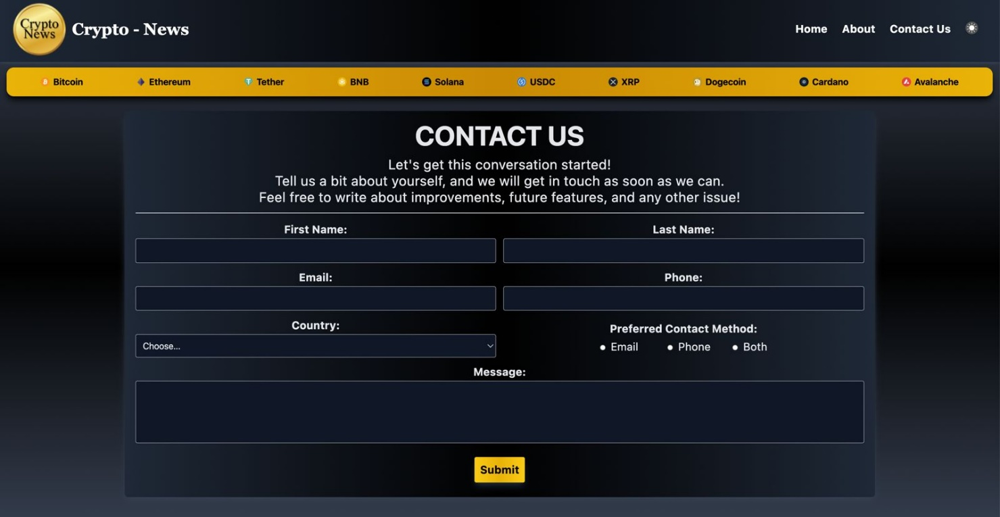 Crypto
News
Crypto - News
Home About Contact Us
Bitcoin Ethereum Tether BNB Solana USDC XRP Dogecoin Cardano Avalanche
CONTACT US
Let's get this conversation started!
Tell us a bit about yourself, and we will get in touch as soon as we can.
Feel free to write about improvements, future features, and any other issue!
First Name: Last Name:
Email: Phone:
Country: Preferred Contact Method:
Choose... Email Phone Both
Message:
Submit